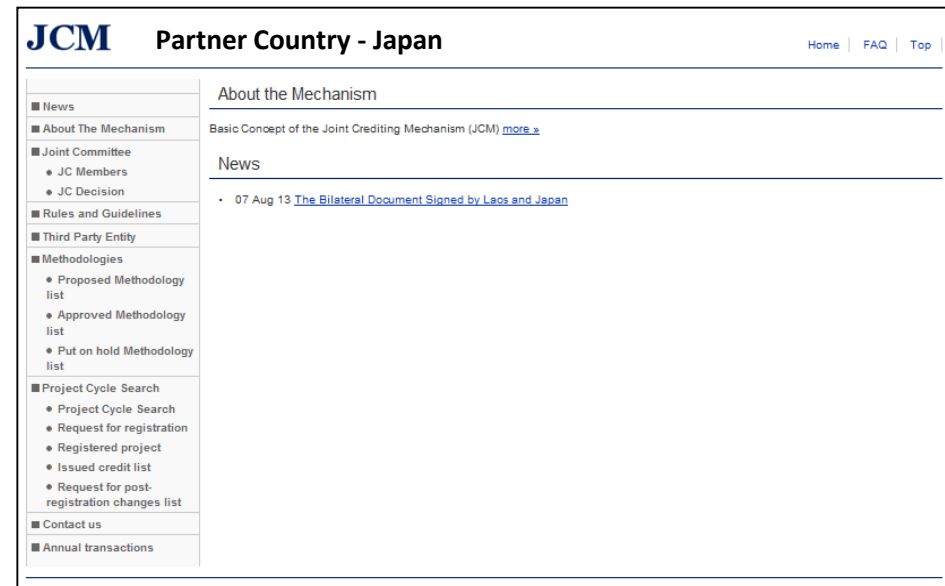 JCM Partner Country - Japan
Home | FAQ | Top |
■ News
■ About The Mechanism
■ Joint Committee
● JC Members
● JC Decision
■ Rules and Guidelines
■ Third Party Entity
■ Methodologies
● Proposed Methodology
list
● Approved Methodology
list
● Put on hold Methodology
list
■ Project Cycle Search
● Project Cycle Search
● Request for registration
● Registered project
● Issued credit list
● Request for post-
registration changes list
■ Contact us
■ Annual transactions
About the Mechanism
Basic Concept of the Joint Crediting Mechanism (JCM) more »
News
• 07 Aug 13 The Bilateral Document Signed by Laos and Japan